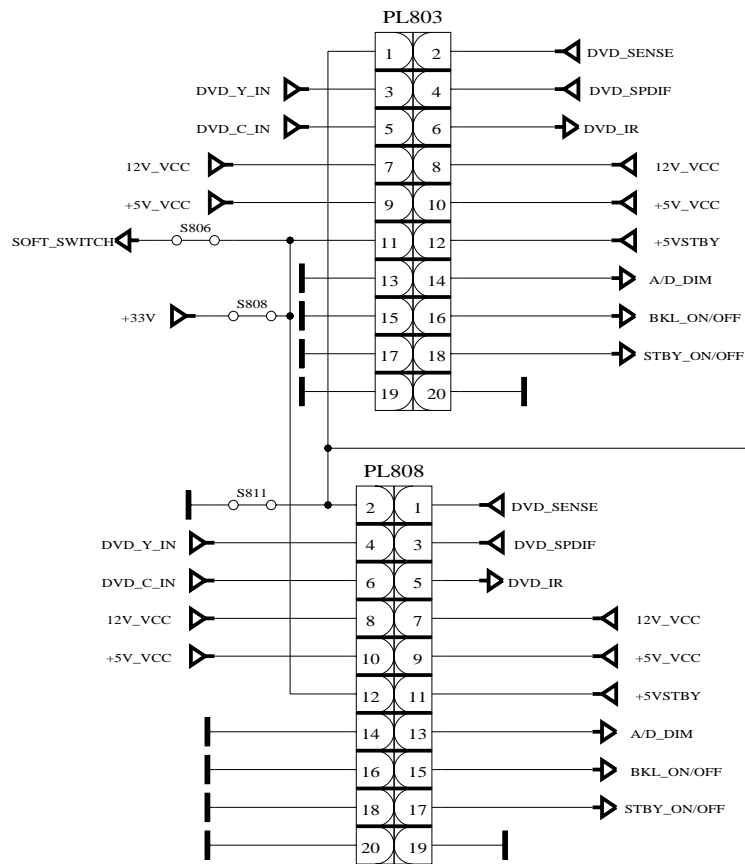 PL803
1 2 DVD_SENSE
DVD_Y_IN 3 4 DVD_SPDIF
DVD_C_IN 5 6 DVD_IR
12V_VCC 7 8 12V_VCC
+5V_VCC 9 10 +5V_VCC
SOFT_SWITCH S806 11 12 +5VSTBY
13 14 A/D_DIM
+33V S808 15 16 BKL_ON/OFF
17 18 STBY_ON/OFF
19 20
PL808
S811 2 1 DVD_SENSE
DVD_Y_IN 4 3 DVD_SPDIF
DVD_C_IN 6 5 DVD_IR
12V_VCC 8 7 12V_VCC
+5V_VCC 10 9 +5V_VCC
12 11 +5VSTBY
14 13 A/D_DIM
16 15 BKL_ON/OFF
18 17 STBY_ON/OFF
20 19